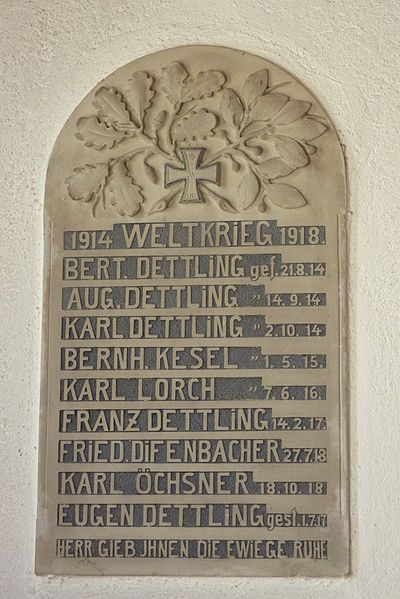 1914 WELTKRIEG 1918.
BERT. DETTLING gef. 21.8.14
AUG. DETTLING " 14.9.14
KARL DETTLING " 2.10.14
BERNH. KESEL " 1.5.15.
KARL LORCH " 7.6.16.
FRANZ DETTLING 14.2.17.
FRIED. DIFENBACHER 27.7.18
KARL ÖCHSNER 18.10.18
EUGEN DETTLING gest. 1.7.17
HERR GIEB JHNEN DIE EWIGE RUHE